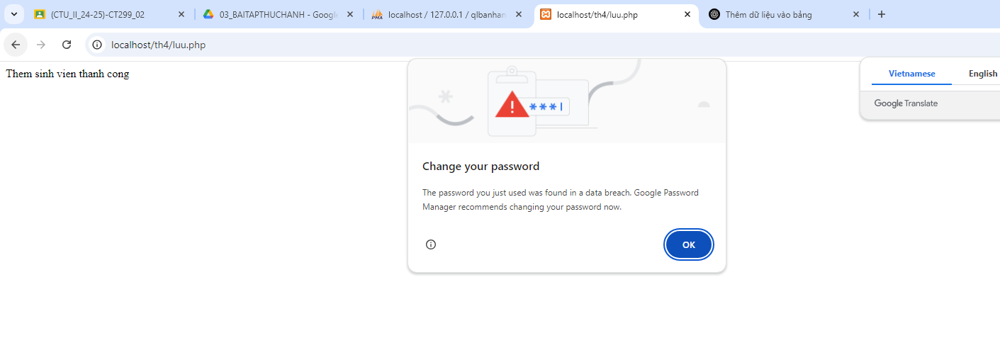 (CTU_II_24-25)-CT299_02
03_BAITAPTHUCHANH - Google
localhost / 127.0.0.1 / qlbanhan
localhost/th4/luu.php
Thêm dữ liệu vào bảng
localhost/th4/luu.php
Them sinh vien thanh cong
Vietnamese
English
Google Translate
***|
Change your password
The password you just used was found in a data breach. Google Password
Manager recommends changing your password now.
OK